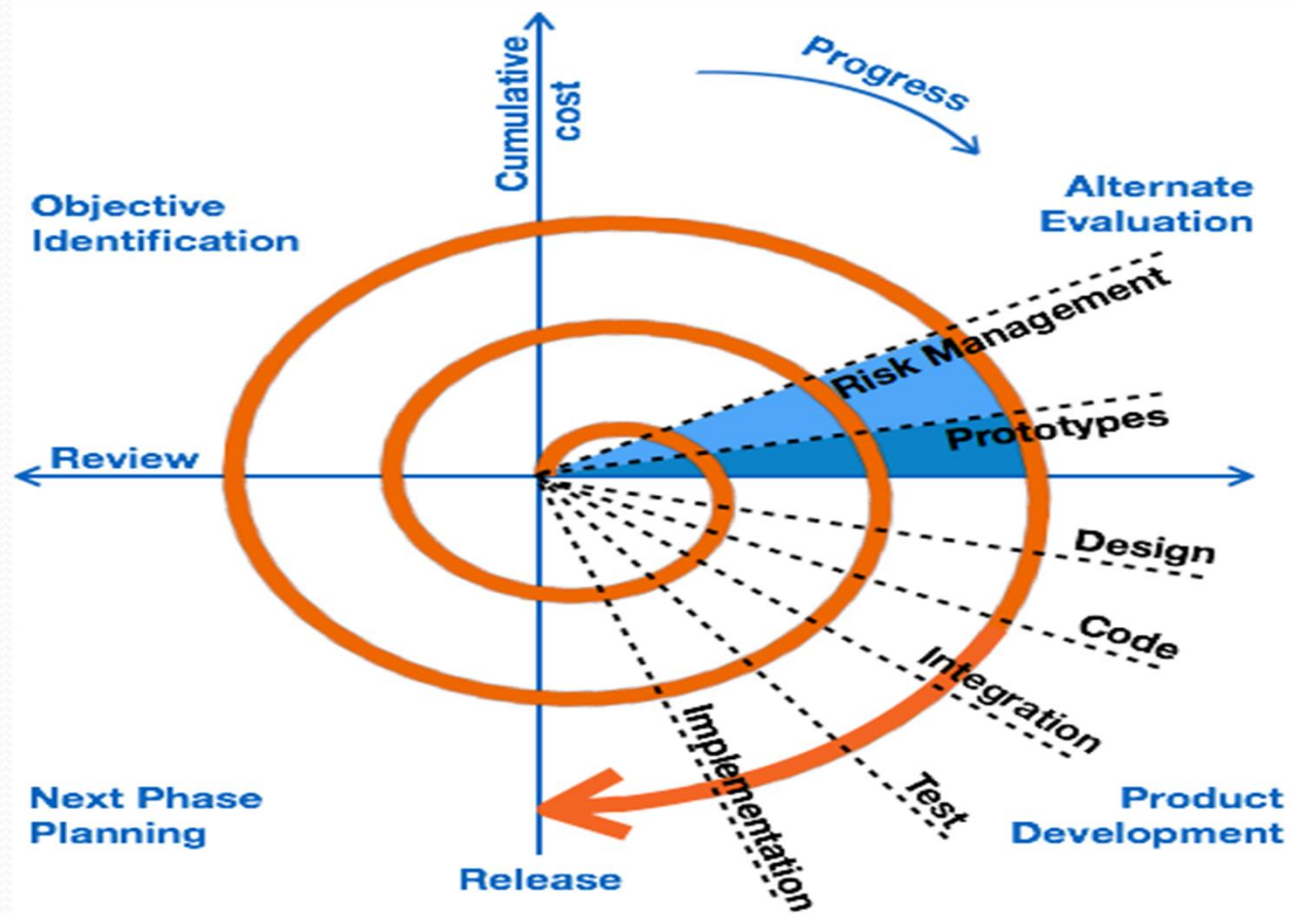 Cumulative
cost
Progress
Objective
Identification
Alternate
Evaluation
Risk Management
Prototypes
Review
Design
Code
Integration
Test
Implementation
Next Phase
Planning
Product
Development
Release